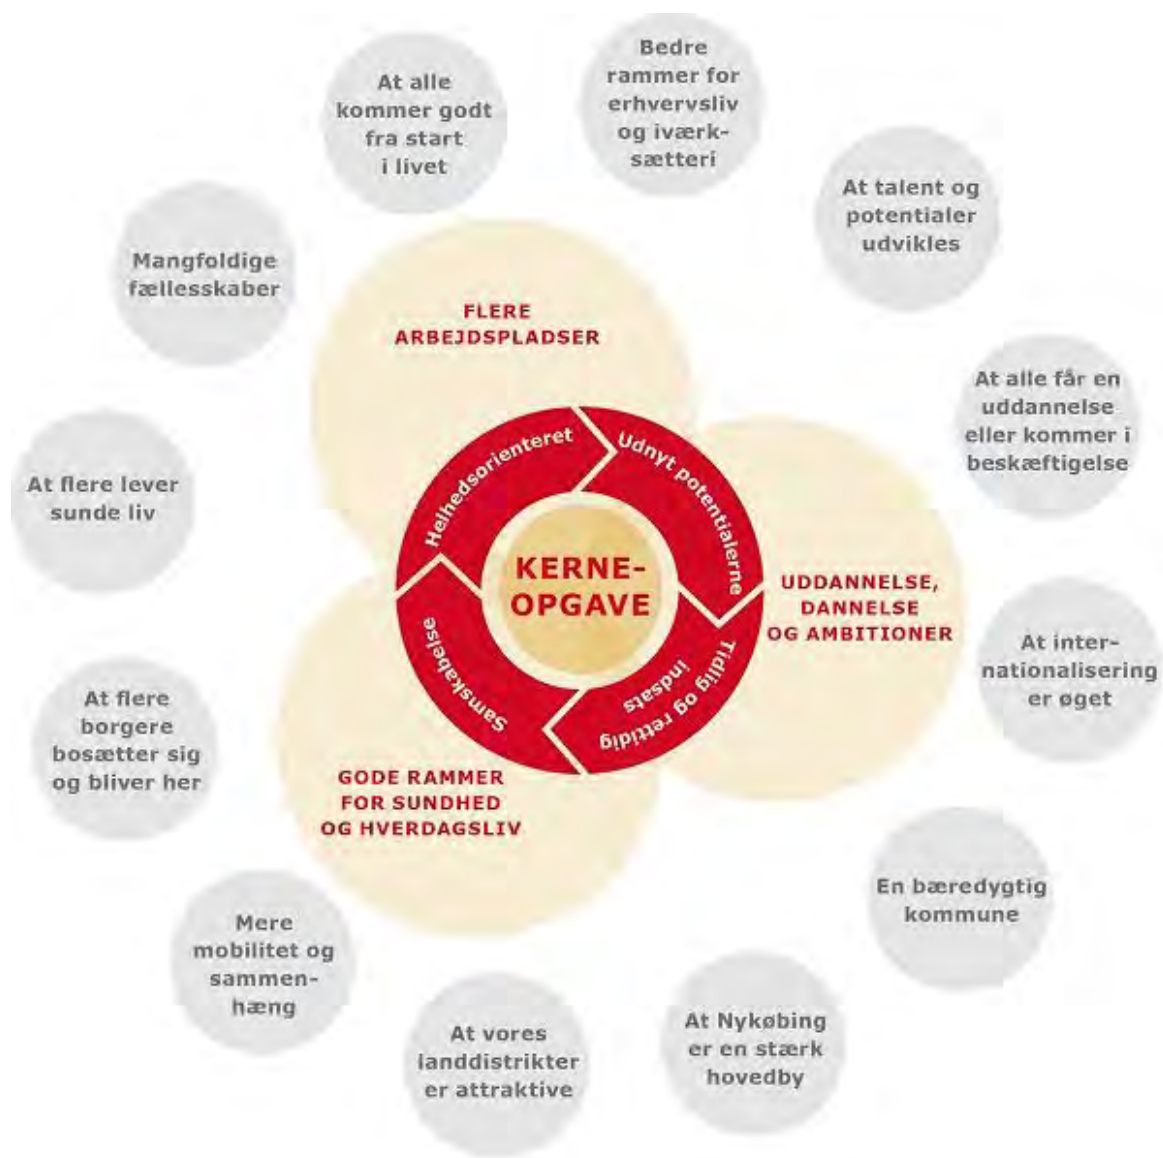 Bedre
rammer for
erhvervsliv
og iværk-
sætteri
At alle
kommer godt
fra start
i livet
At talent og
potentialer
udvikles
Mangfoldige
fællesskaber
FLERE
ARBEJDSPLADSER
At alle får en
uddannelse
eller kommer i
beskæftigelse
At flere lever
sunde liv
Helhedsorienteret
Udnyt potentialerne
Tidlig og rettidig
indsats
Samskabelse
KERNE-
OPGAVE
UDDANNELSE,
DANNELSE
OG AMBITIONER
At inter-
nationalisering
er øget
At flere
borgere
bosætter sig
og bliver her
GODE RAMMER
FOR SUNDHED
OG HVERDAGSLIV
En bæredygtig
kommune
Mere
mobilitet og
sammen-
hæng
At vores
landdistrikter
er attraktive
At Nykøbing
er en stærk
hovedby